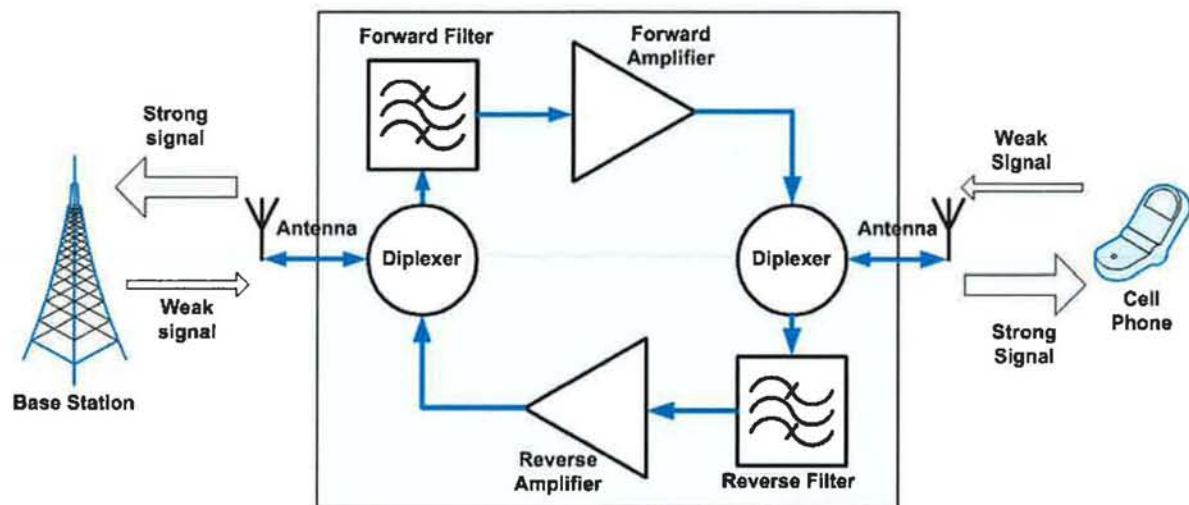 Forward Filter
Forward
Amplifier
Strong
signal
Weak
Signal
Antenna
Diplexer
Diplexer
Antenna
Weak
signal
Cell
Phone
Strong
Signal
Base Station
Reverse
Amplifier
Reverse Filter